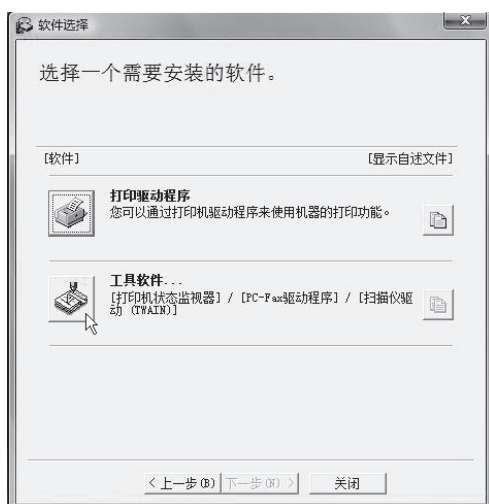 软件选择
选择一个需要安装的软件。
[软件] [显示自述文件]
打印驱动程序
您可以通过打印机驱动程序来使用机器的打印功能。
工具软件...
[打印机状态监视器] / [PC-Fax驱动程序] / [扫描仪驱
动 (TWAIN)]
< 上一步(B) 下一步(N) > 关闭